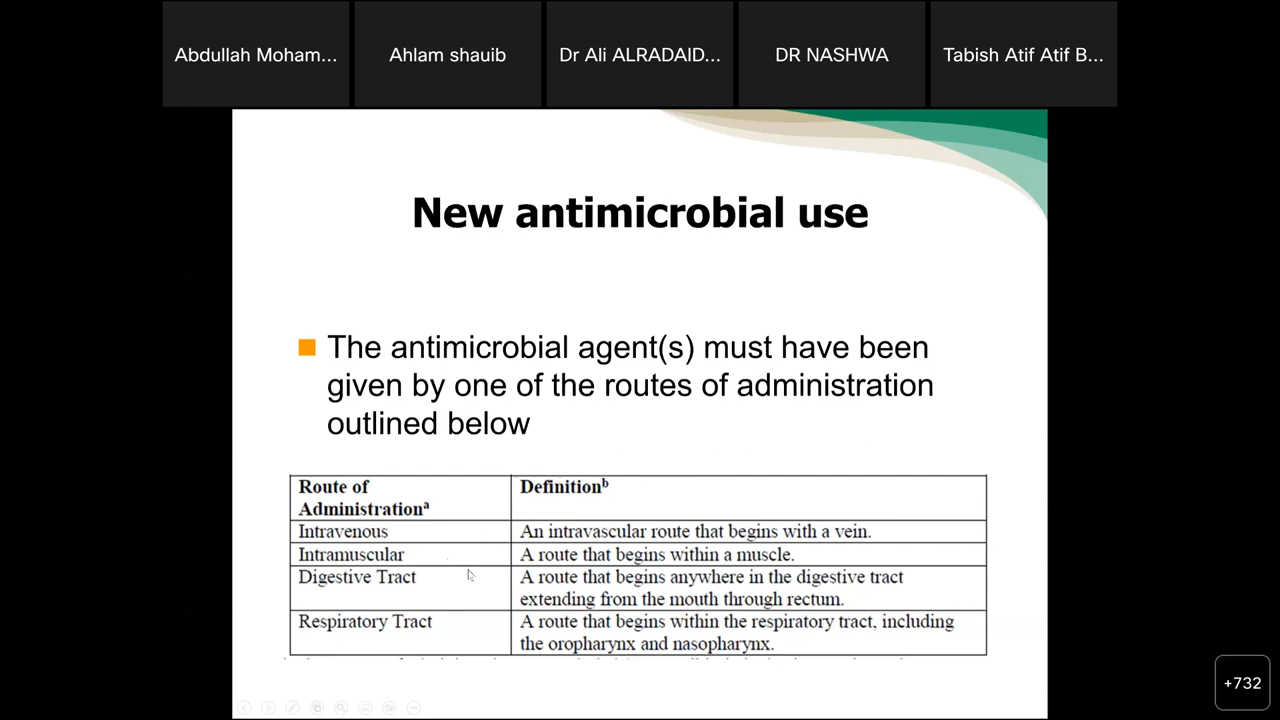 Abdullah Moham...
Ahlam shauib
Dr Ali ALRADAID...
DR NASHWA
Tabish Atif Atif B...
New antimicrobial use
The antimicrobial agent(s) must have been
given by one of the routes of administration
outlined below
Route of
Administrationᵃ
Definitionᵇ
Intravenous
An intravascular route that begins with a vein.
Intramuscular
A route that begins within a muscle.
Digestive Tract
A route that begins anywhere in the digestive tract
extending from the mouth through rectum.
Respiratory Tract
A route that begins within the respiratory tract, including
the oropharynx and nasopharynx.
+732